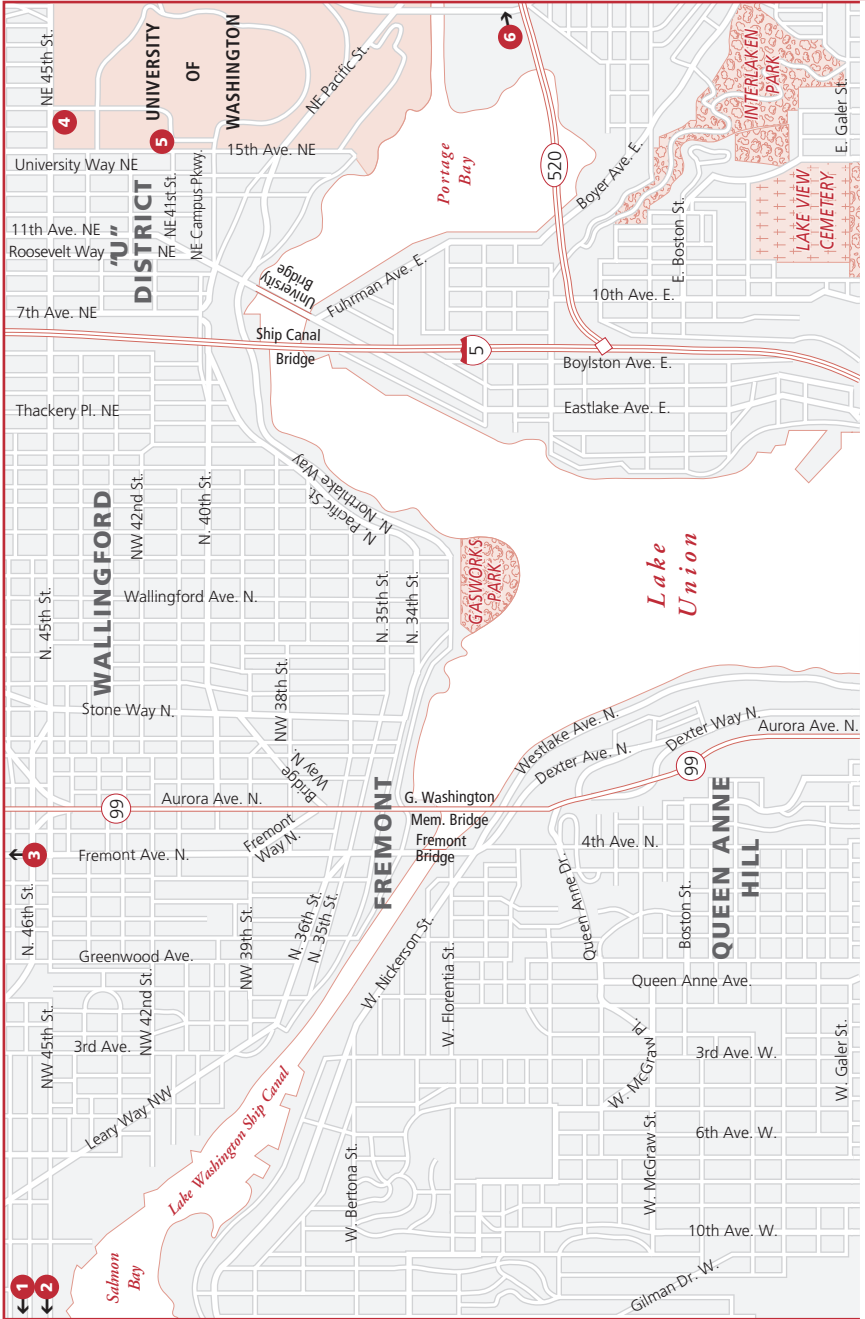 1
2
3
4
5
6
NW 45th St.
N. 46th St.
N. 45th St.
NE 45th St.
UNIVERSITY
OF
WASHINGTON
NE Pacific St.
15th Ave. NE
University Way NE
NE 41st St.
NE Campus Pkwy.
"U"
DISTRICT
11th Ave. NE
Roosevelt Way
NE
7th Ave. NE
Thackery Pl. NE
WALLINGFORD
NW 42nd St.
N. 40th St.
Wallingford Ave. N.
Stone Way N.
NW 38th St.
Bridge
Way N.
99
Aurora Ave. N.
Fremont Ave. N.
Fremont
Way N.
Greenwood Ave.
NW 42nd St.
NW 39th St.
3rd Ave.
Leary Way NW
N. 36th St.
N. 35th St.
FREMONT
N. 35th St.
N. 34th St.
N. Pacific St.
N. Northlake Way
GASWORKS
PARK
Ship Canal
Bridge
University
Bridge
Fuhrman Ave. E.
Portage
Bay
520
5
Boyer Ave. E.
INTERLAKEN
PARK
E. Galer St.
LAKE VIEW
CEMETERY
E. Boston St.
10th Ave. E.
Boylston Ave. E.
Eastlake Ave. E.
Lake
Union
G. Washington
Mem. Bridge
Fremont
Bridge
Westlake Ave. N.
Dexter Ave. N.
Dexter Way N.
Aurora Ave. N.
99
4th Ave. N.
Queen Anne Dr.
Boston St.
QUEEN ANNE
HILL
Queen Anne Ave.
W. Nickerson St.
W. Florentia St.
W. McGraw Pl.
3rd Ave. W.
W. Galer St.
6th Ave. W.
W. McGraw St.
W. Bertona St.
10th Ave. W.
Gilman Dr. W.
Lake Washington Ship Canal
Salmon
Bay